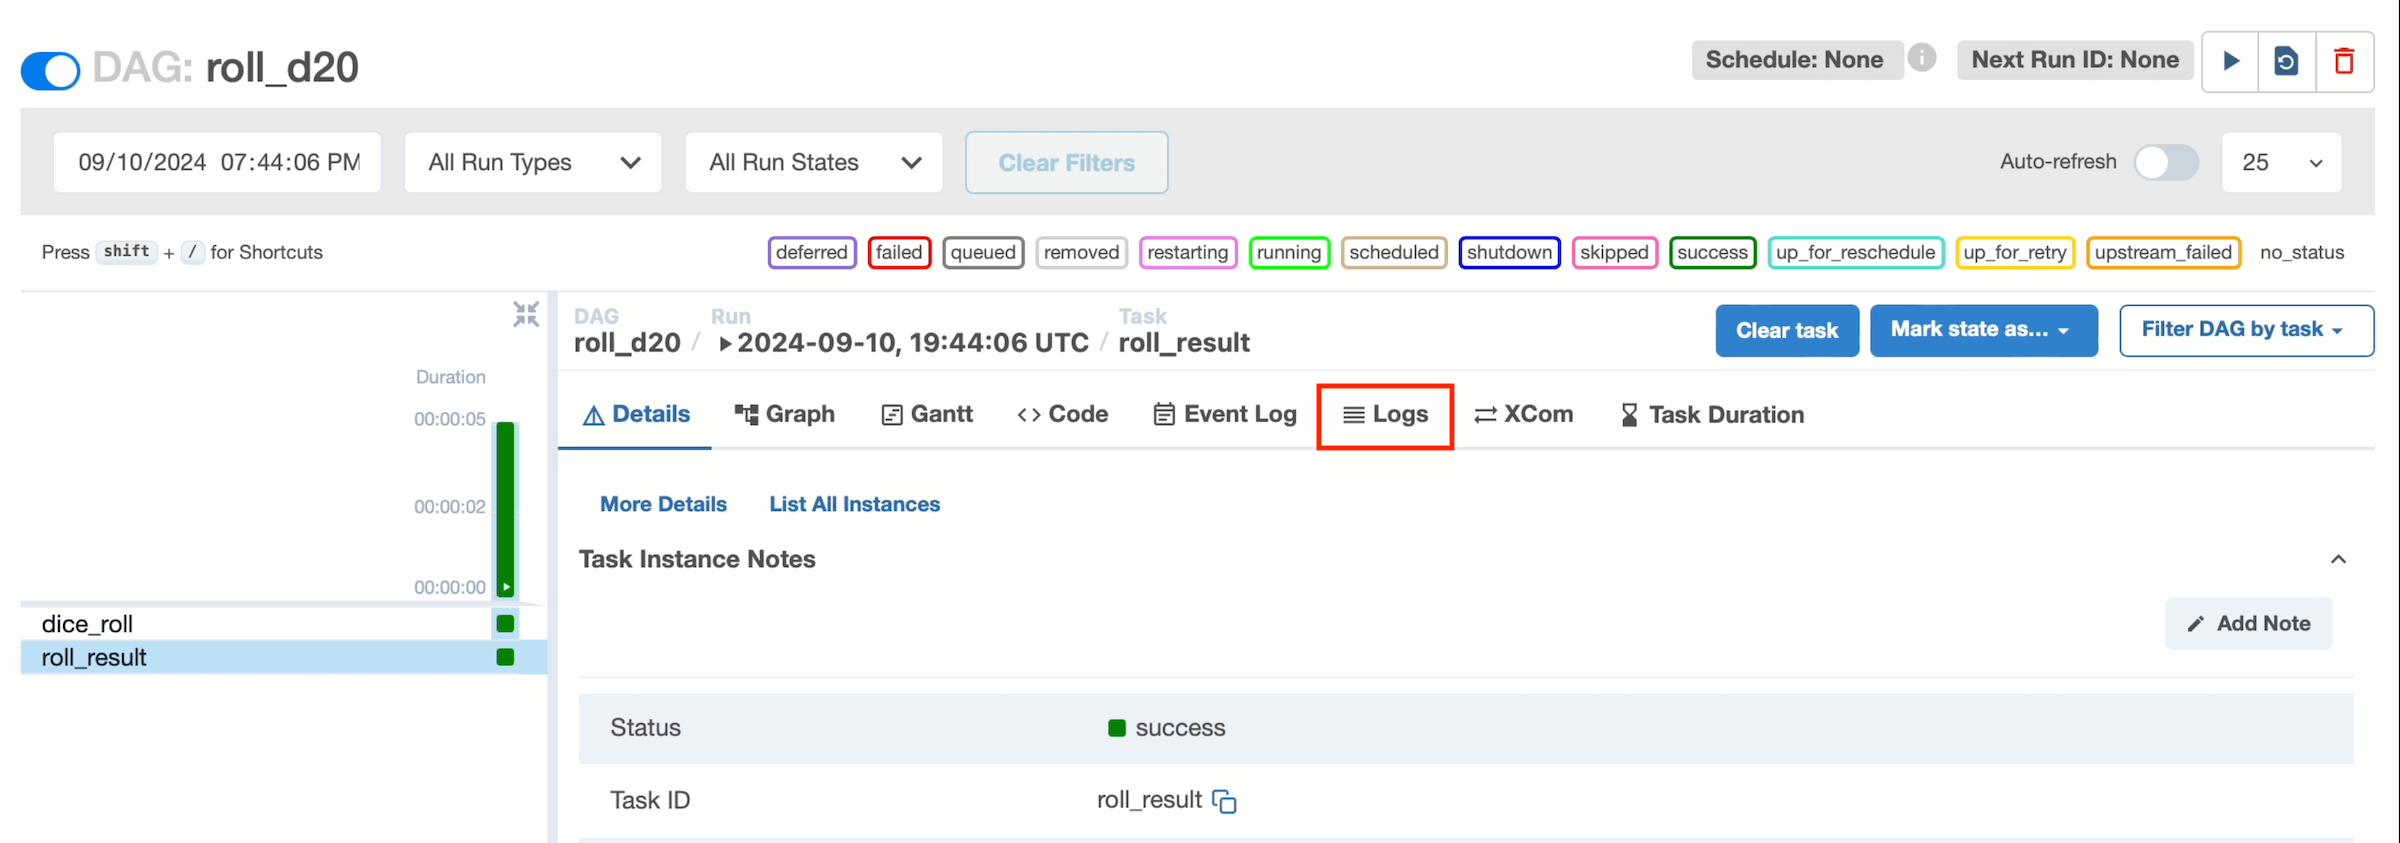 DAG: roll_d20
Schedule: None
Next Run ID: None
09/10/2024 07:44:06 PM
All Run Types
All Run States
Clear Filters
Auto-refresh
25
Press shift + / for Shortcuts
deferred failed queued removed restarting running scheduled shutdown skipped success up_for_reschedule up_for_retry upstream_failed no_status
DAG Run Task
roll_d20 / 2024-09-10, 19:44:06 UTC / roll_result
Clear task
Mark state as...
Filter DAG by task
Duration
00:00:05
00:00:02
00:00:00
dice_roll
roll_result
Details Graph Gantt Code Event Log Logs XCom Task Duration
More Details List All Instances
Task Instance Notes
Add Note
Status success
Task ID roll_result